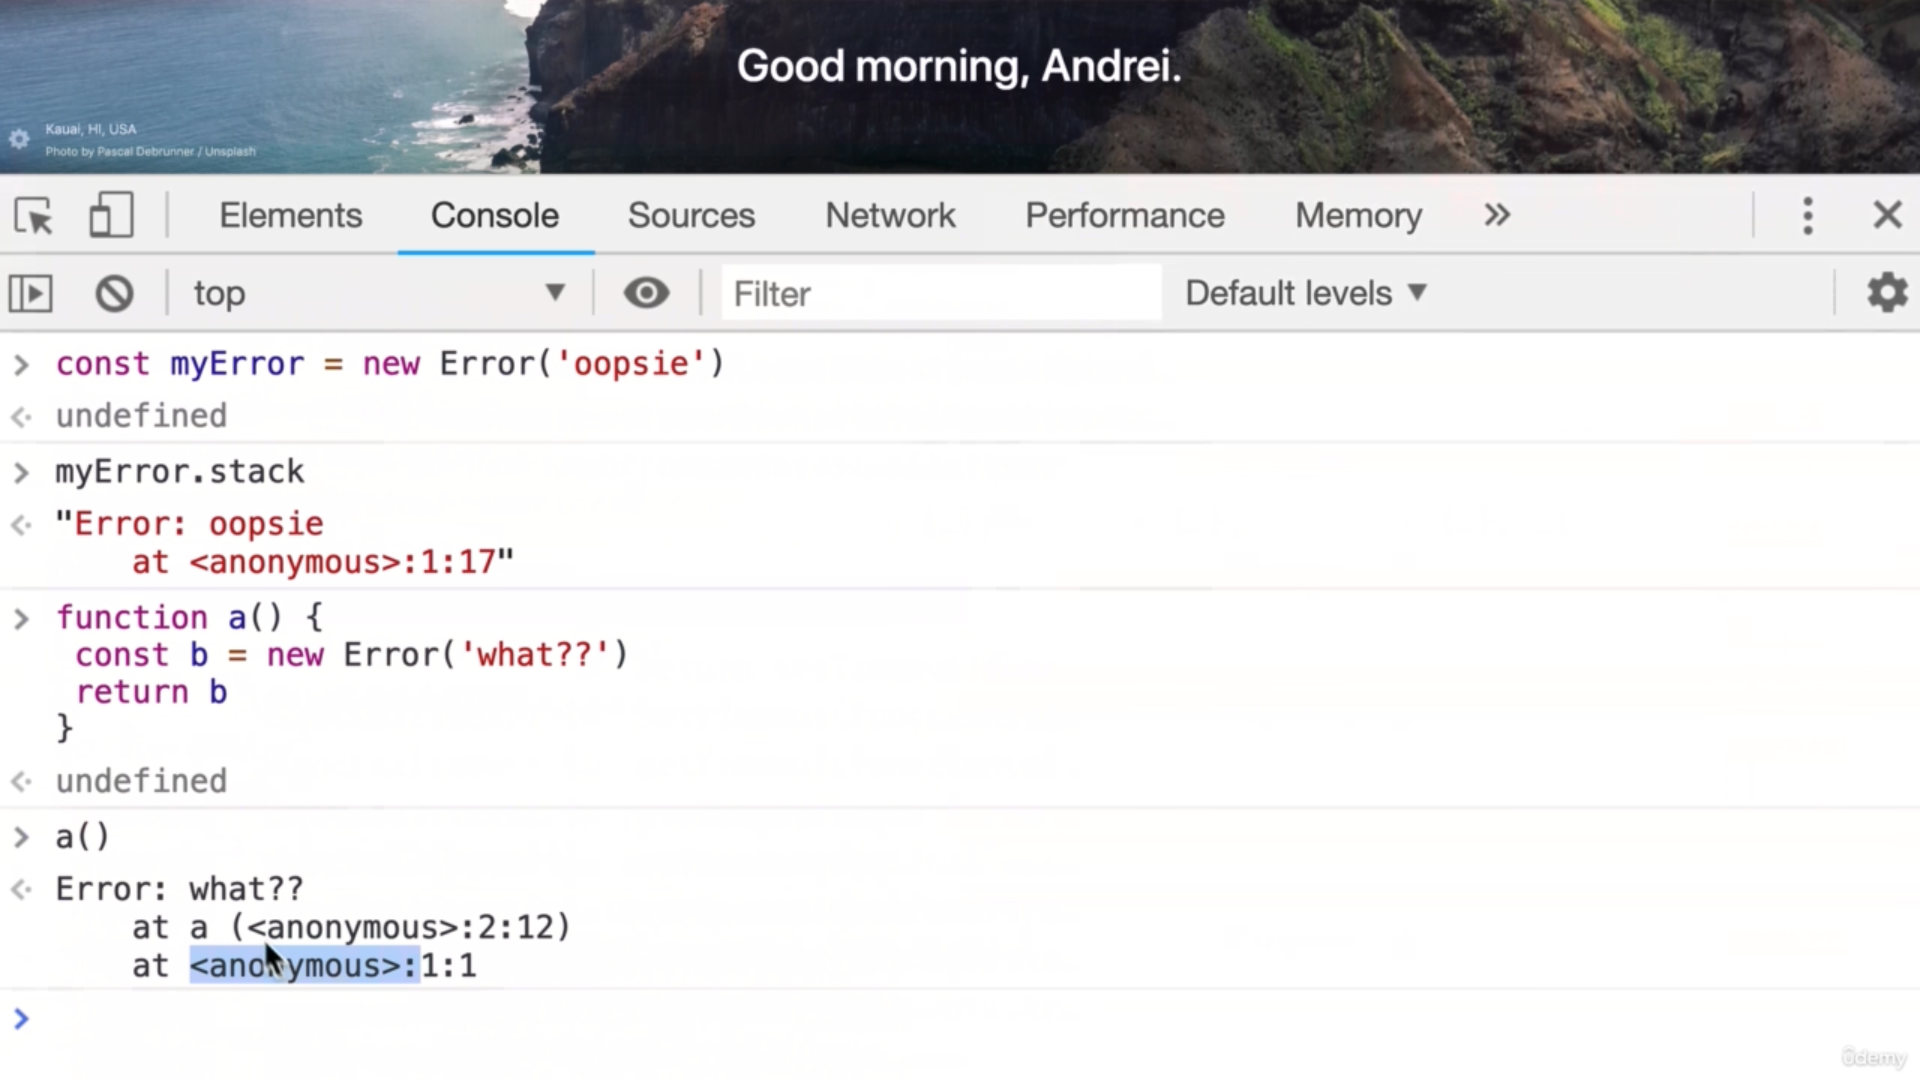 Good morning, Andrei.
Kauai, HI, USA
Photo by Pascal Debrunner / Unsplash
Elements Console Sources Network Performance Memory »
top ▼ Filter Default levels ▼
> const myError = new Error('oopsie')
undefined
> myError.stack
"Error: oopsie
at <anonymous>:1:17"
> function a() {
const b = new Error('what??')
return b
}
undefined
> a()
Error: what??
at a (<anonymous>:2:12)
at <anonymous>:1:1
>
ûdemy